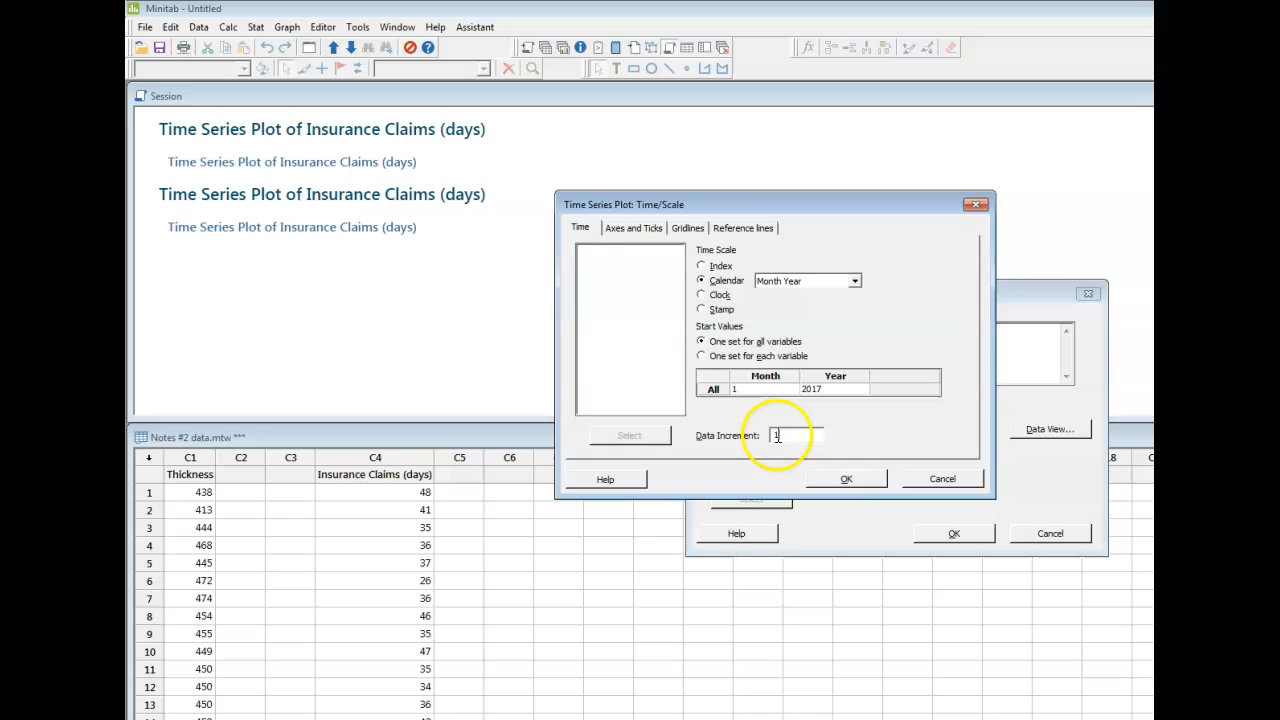 Minitab - Untitled
File Edit Data Calc Stat Graph Editor Tools Window Help Assistant
Session
Time Series Plot of Insurance Claims (days)
Time Series Plot of Insurance Claims (days)
Time Series Plot of Insurance Claims (days)
Time Series Plot of Insurance Claims (days)
Time Series Plot: Time/Scale
Time Axes and Ticks Gridlines Reference lines
Time Scale
Index
Calendar Month Year
Clock
Stamp
Start Values
One set for all variables
One set for each variable
Month Year
All 1 2017
Select Data Increment: 1
Help OK Cancel
Data View...
Help OK Cancel
Notes #2 data.mtw ***
C1 C2 C3 C4 C5 C6
Thickness Insurance Claims (days)
1 438 48
2 413 41
3 444 35
4 468 36
5 445 37
6 472 26
7 474 36
8 454 46
9 455 35
10 449 47
11 450 35
12 450 34
13 450 36